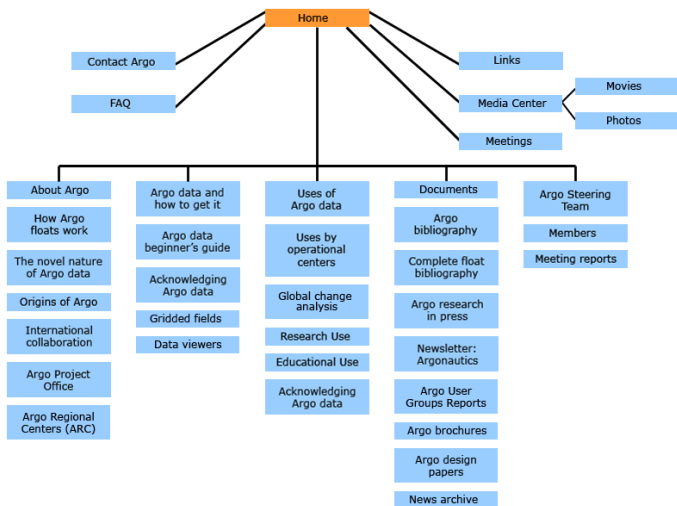 Home
Contact Argo
FAQ
Links
Media Center
Meetings
Movies
Photos
About Argo
How Argo
floats work
The novel nature
of Argo data
Origins of Argo
International
collaboration
Argo Project
Office
Argo Regional
Centers (ARC)
Argo data and
how to get it
Argo data
beginner's guide
Acknowledging
Argo data
Gridded fields
Data viewers
Uses of
Argo data
Uses by
operational
centers
Global change
analysis
Research Use
Educational Use
Acknowledging
Argo data
Documents
Argo
bibliography
Complete float
bibliography
Argo research
in press
Newsletter:
Argonautics
Argo User
Groups Reports
Argo brochures
Argo design
papers
News archive
Argo Steering
Team
Members
Meeting reports